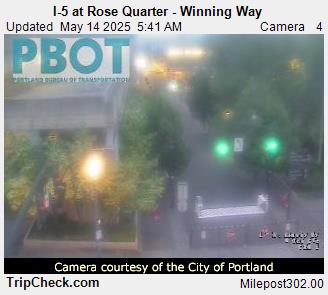 I-5 at Rose Quarter - Winning Way
Updated May 14 2025 5:41 AM Camera 4
PBOT
PORTLAND BUREAU OF TRANSPORTATION
Camera courtesy of the City of Portland
TripCheck.com Milepost302.00